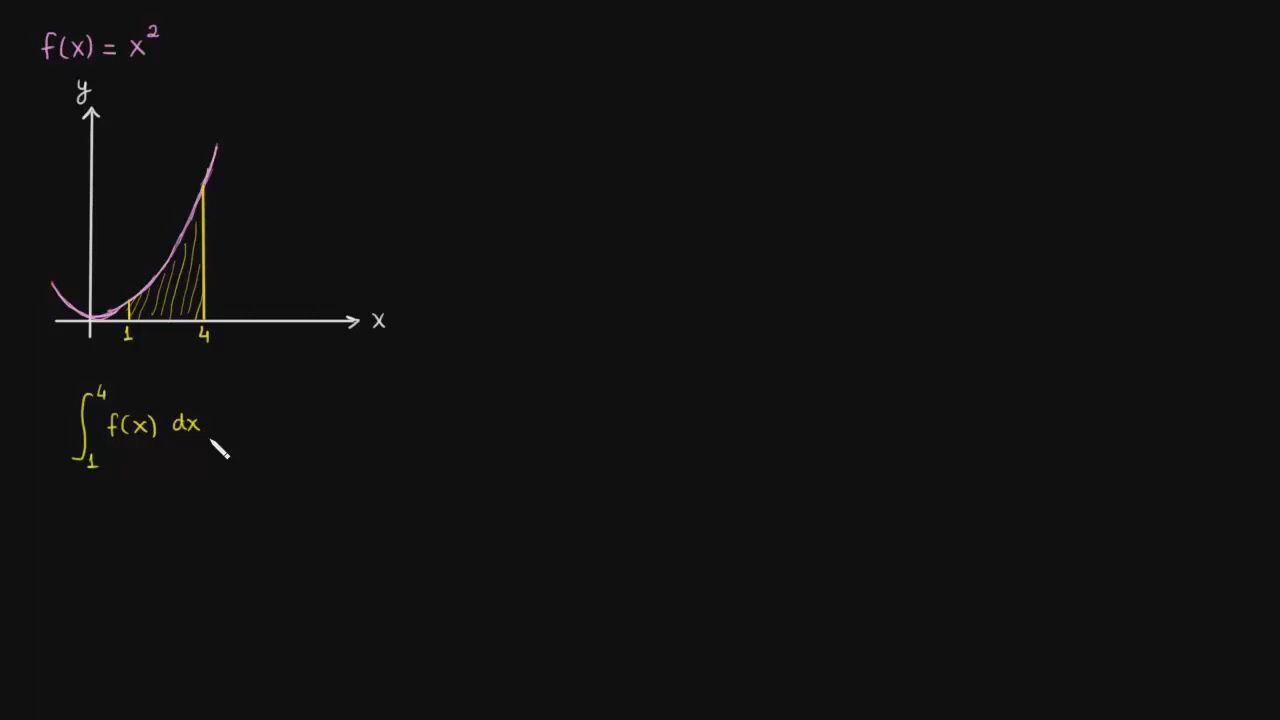 f(x) = x²
y
x
1 4
∫₁⁴ f(x) dx